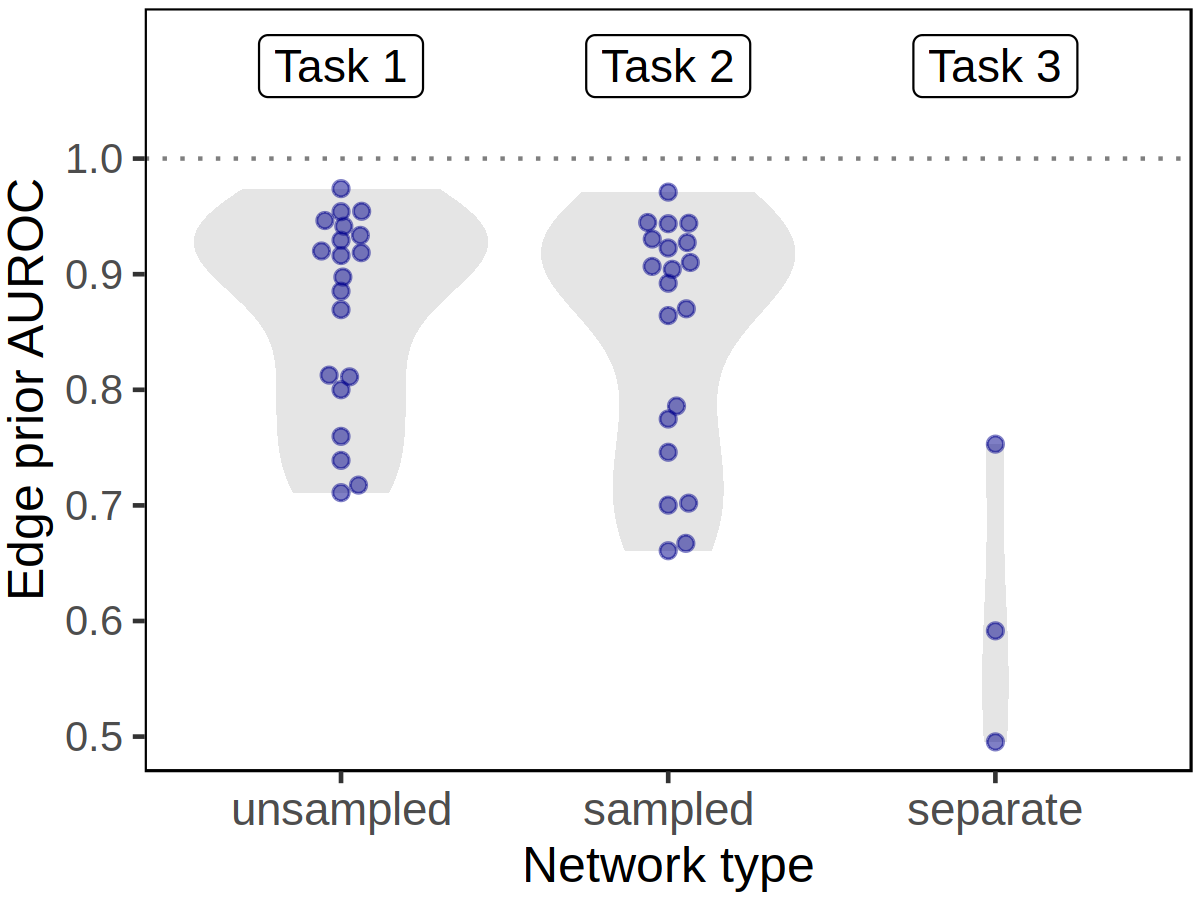 Task 1 Task 2 Task 3
1.0
0.9
0.8
0.7
0.6
0.5
Edge prior AUROC
unsampled sampled separate
Network type